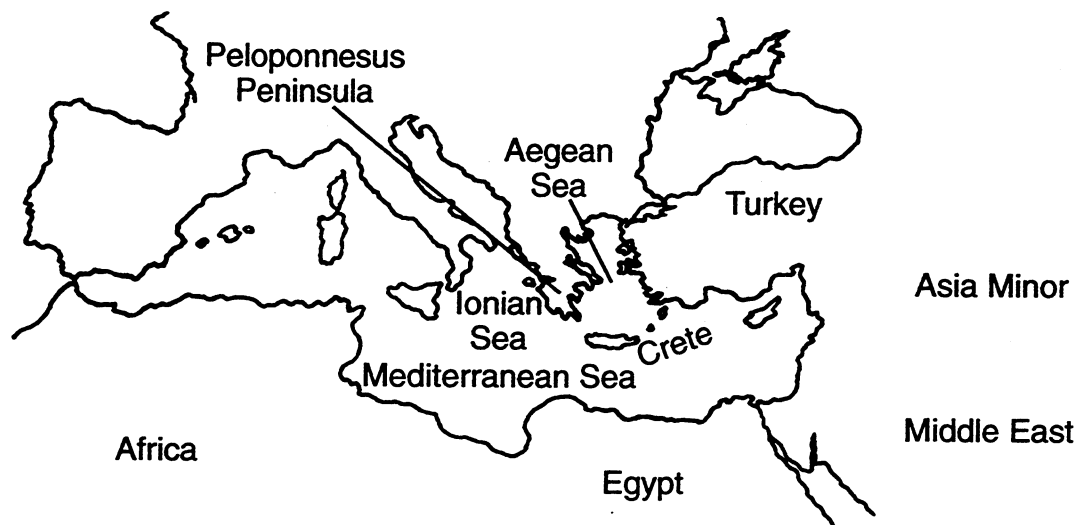 Peloponnesus
Peninsula
Aegean
Sea
Turkey
Asia Minor
Ionian
Sea
Crete
Mediterranean Sea
Africa
Middle East
Egypt